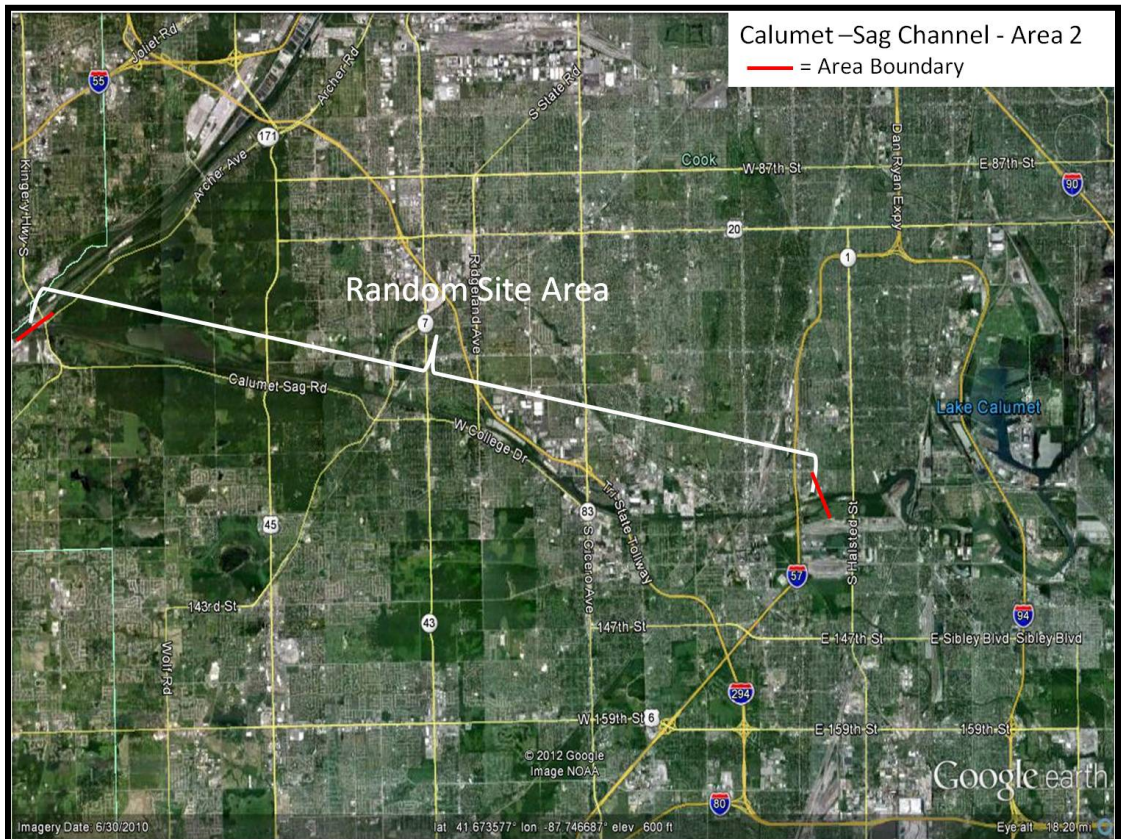 Calumet –Sag Channel - Area 2
= Area Boundary
Joliet Rd
55
Archer Rd
S State Rd
171
Kingery Hwy S
Archer Ave
Cook
W 87th St
E 87th St
Dan Ryan Expy
90
20
1
Ridgeland Ave
Random Site Area
7
Calumet Sag Rd
W College Dr
Lake Calumet
Tri State Tollway
83
45
S Cicero Ave
S Halsted St
57
143rd St
43
147th St
E 147th St
E Sibley Blvd
Sibley Blvd
94
Wolf Rd
294
W 159th St
6
E 159th St
159th St
© 2012 Google
Image NOAA
Google earth
80
Imagery Date: 6/30/2010
lat 41.673577° lon -87.746687° elev 600 ft
Eye alt 18.20 mi